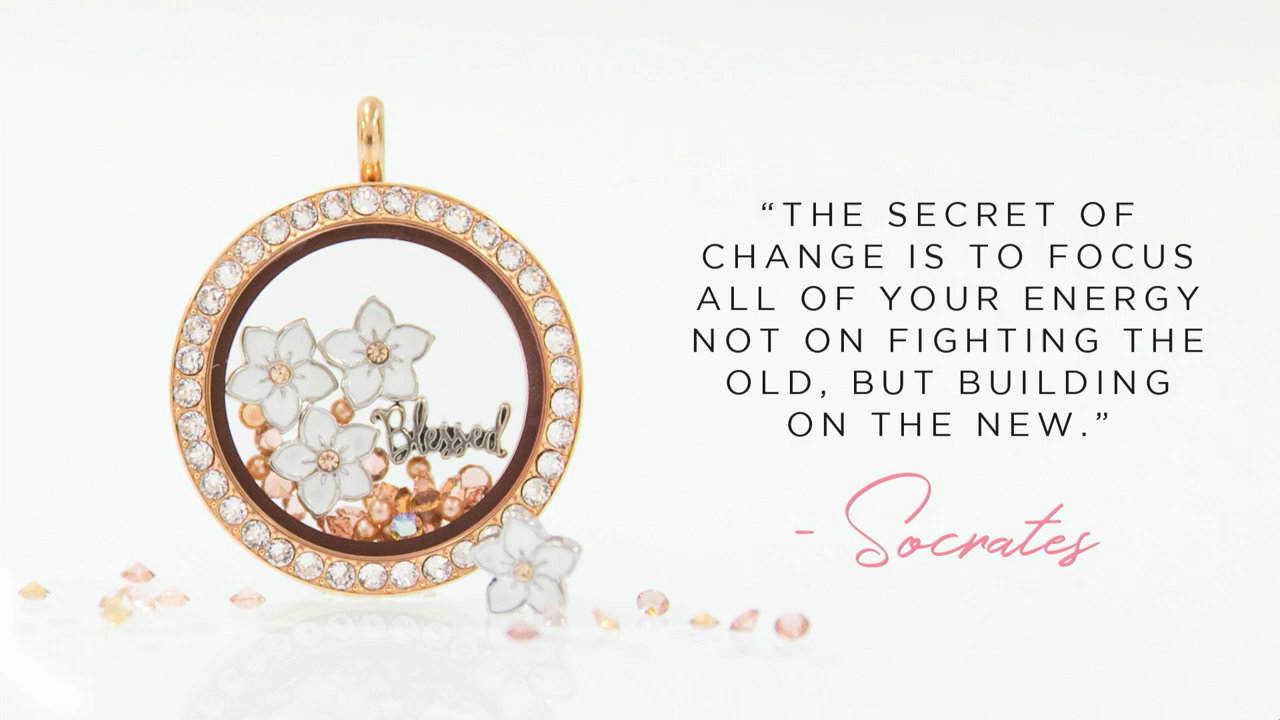 Blessed
“THE SECRET OF
CHANGE IS TO FOCUS
ALL OF YOUR ENERGY
NOT ON FIGHTING THE
OLD, BUT BUILDING
ON THE NEW.”
- Socrates